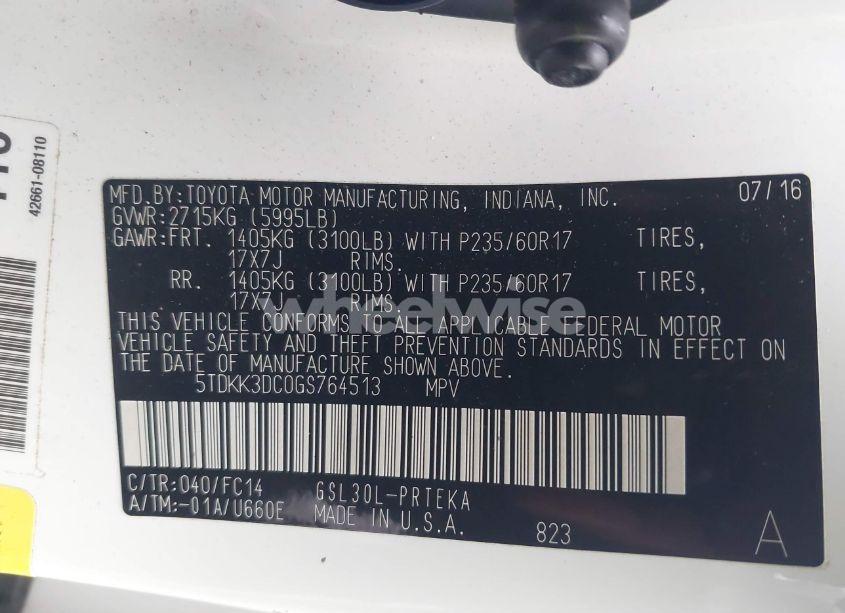 42661-08110
MFD.BY:TOYOTA MOTOR MANUFACTURING, INDIANA, INC. 07/16
GVWR:2715KG (5995LB)
GAWR:FRT. 1405KG (3100LB) WITH P235/60R17 TIRES,
17X7J RIMS.
RR. 1405KG (3100LB) WITH P235/60R17 TIRES,
17X7J RIMS.
wheelwise
THIS VEHICLE CONFORMS TO ALL APPLICABLE FEDERAL MOTOR
VEHICLE SAFETY AND THEFT PREVENTION STANDARDS IN EFFECT ON
THE DATE OF MANUFACTURE SHOWN ABOVE.
5TDKK3DC0GS764513 MPV
C/TR:040/FC14 GSL30L-PRTEKA
A/TM:-01A/U660E MADE IN U.S.A. 823 A